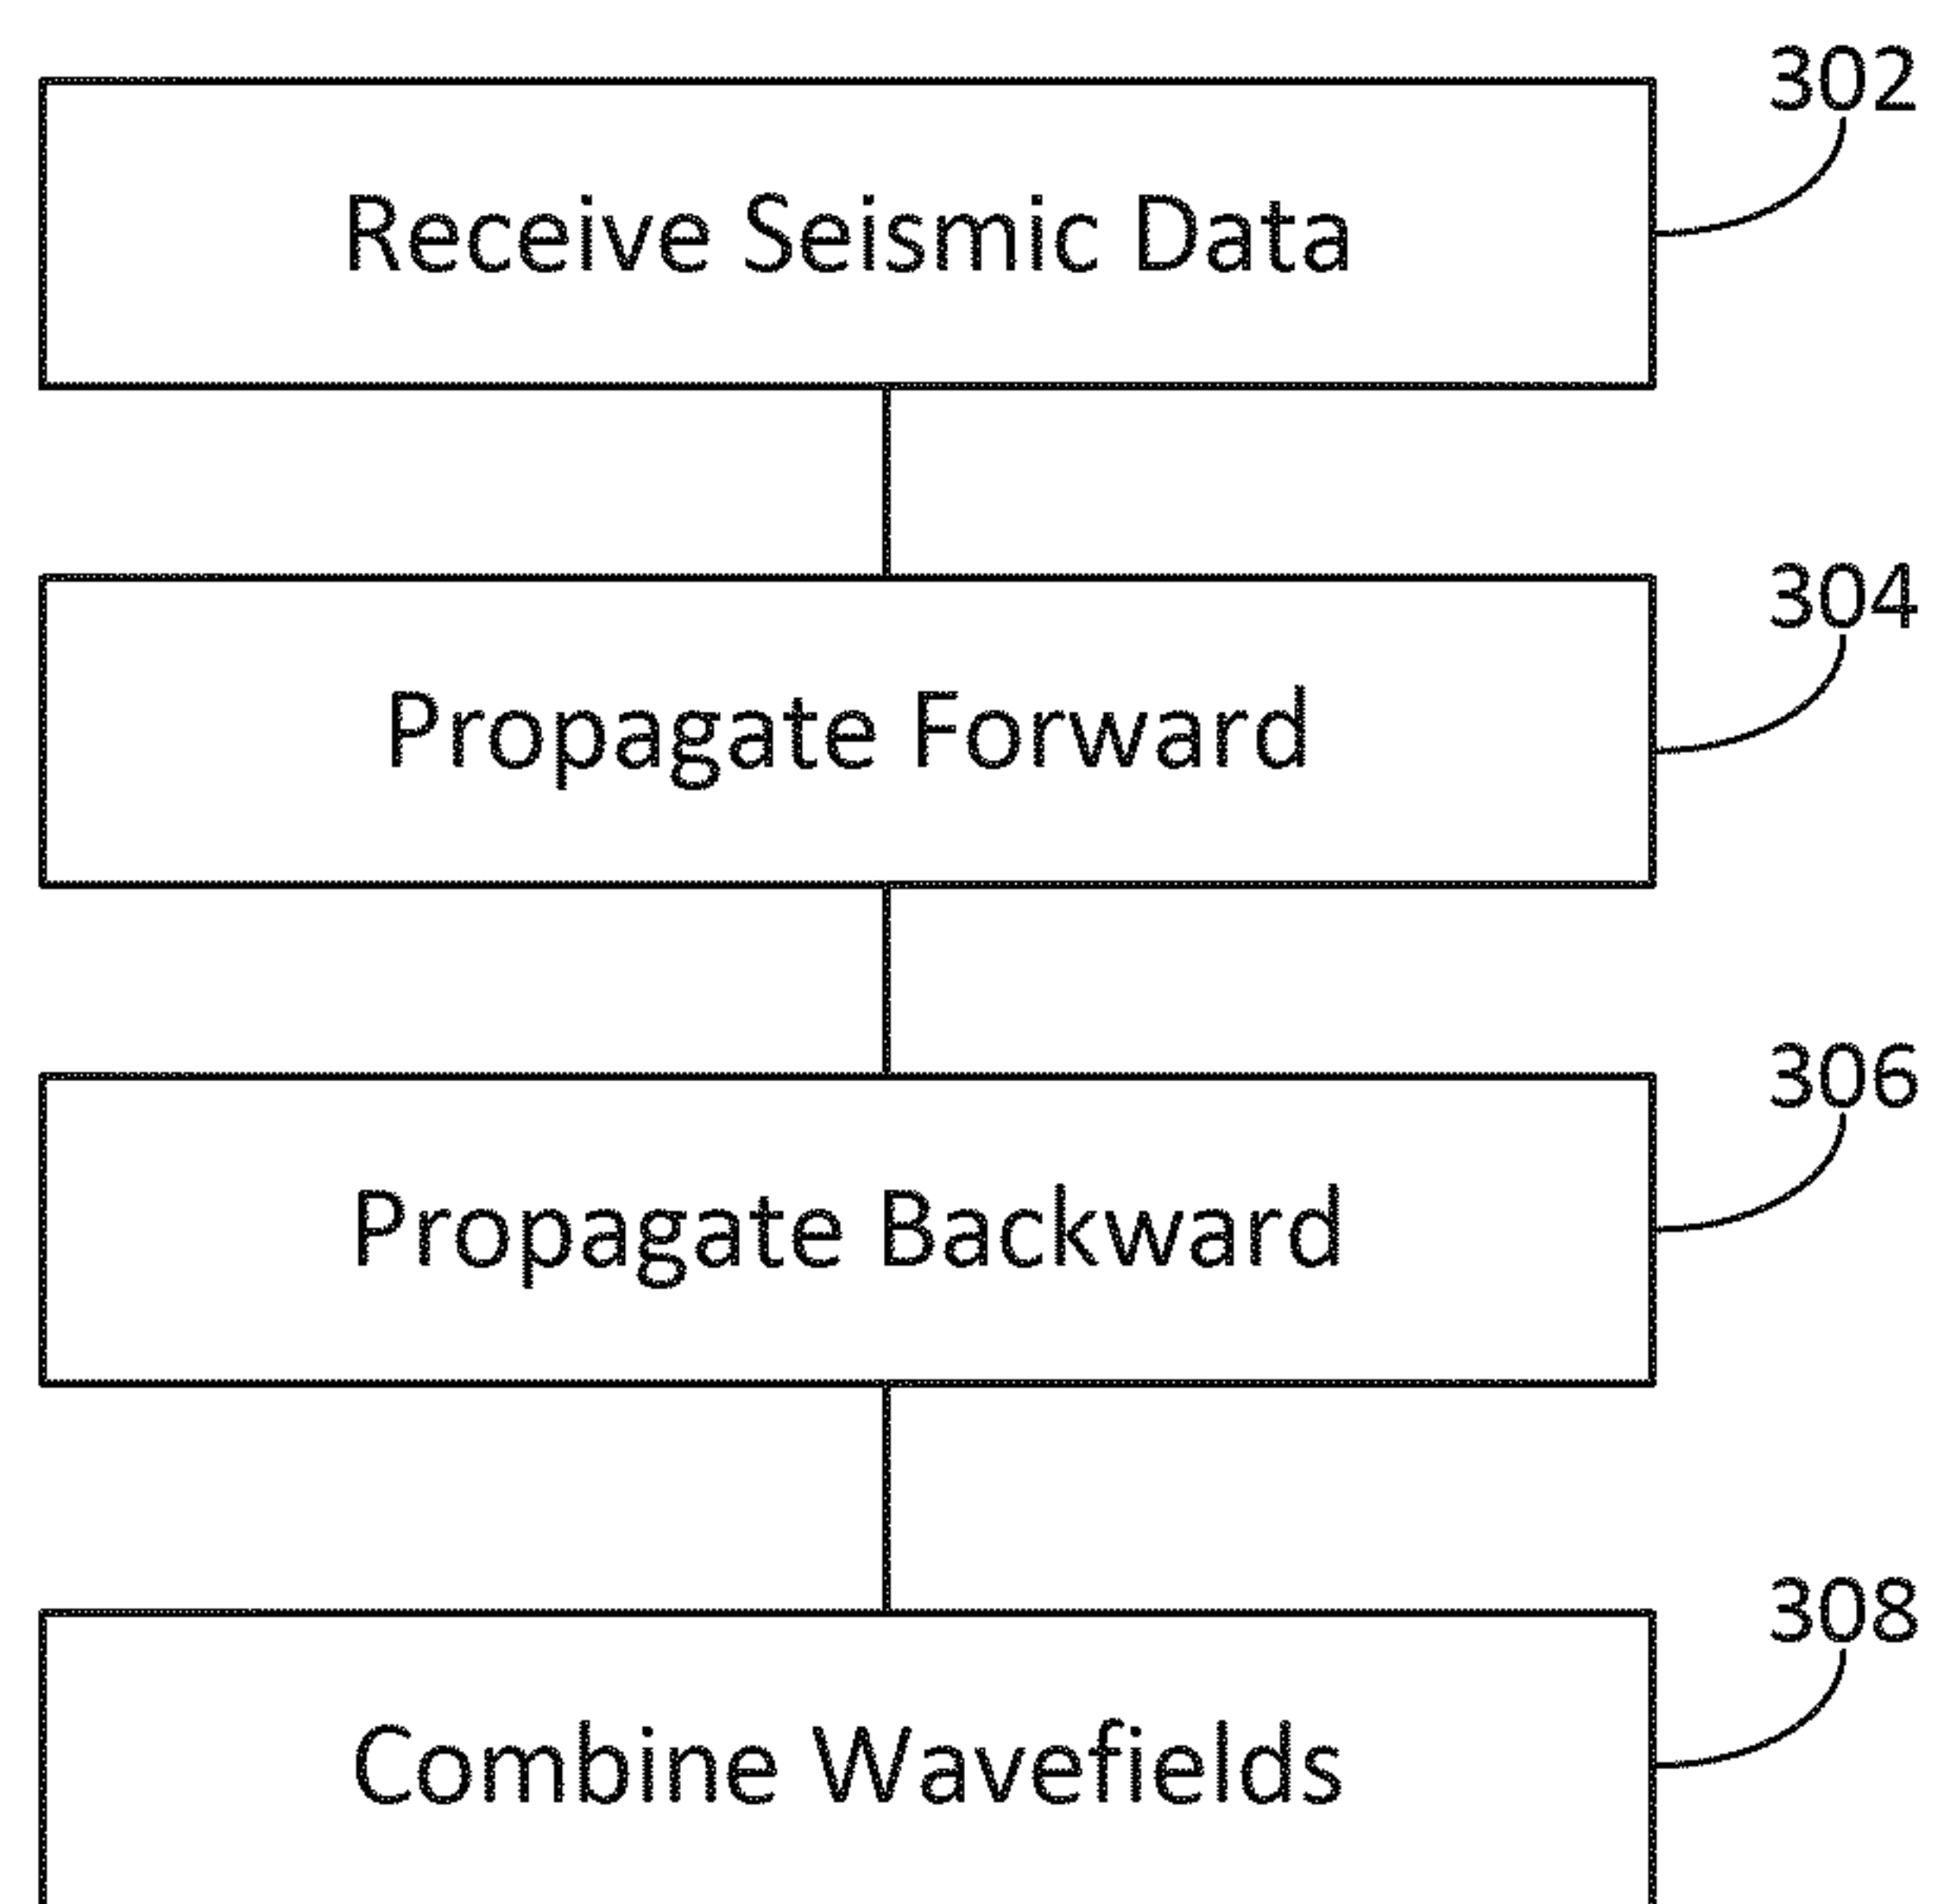 302
Receive Seismic Data
304
Propagate Forward
306
Propagate Backward
308
Combine Wavefields